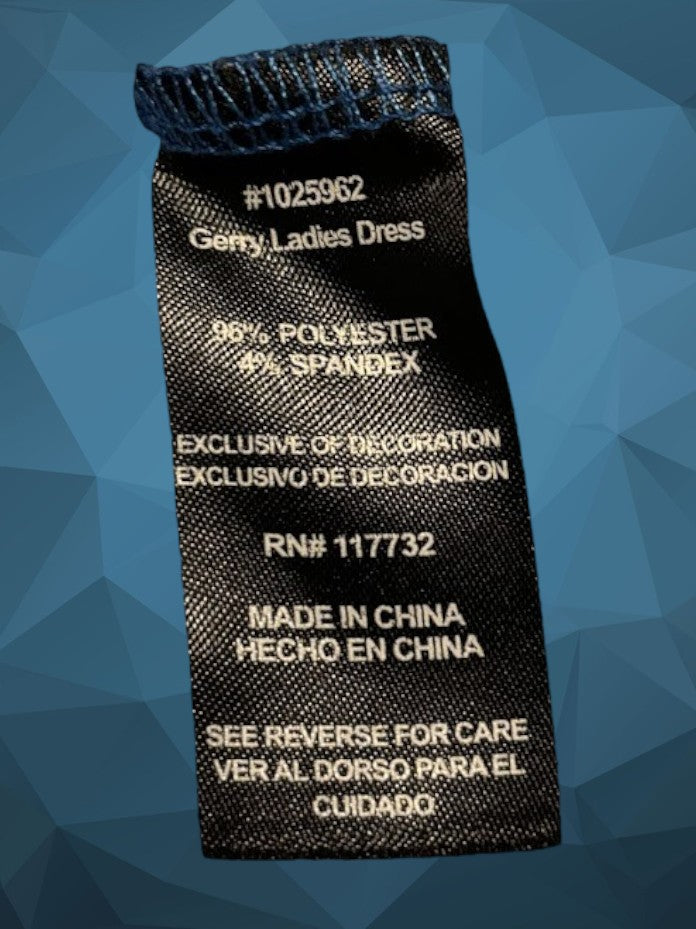 #1025962
Gerry Ladies Dress
96% POLYESTER
4% SPANDEX
EXCLUSIVE OF DECORATION
EXCLUSIVO DE DECORACION
RN# 117732
MADE IN CHINA
HECHO EN CHINA
SEE REVERSE FOR CARE
VER AL DORSO PARA EL
CUIDADO